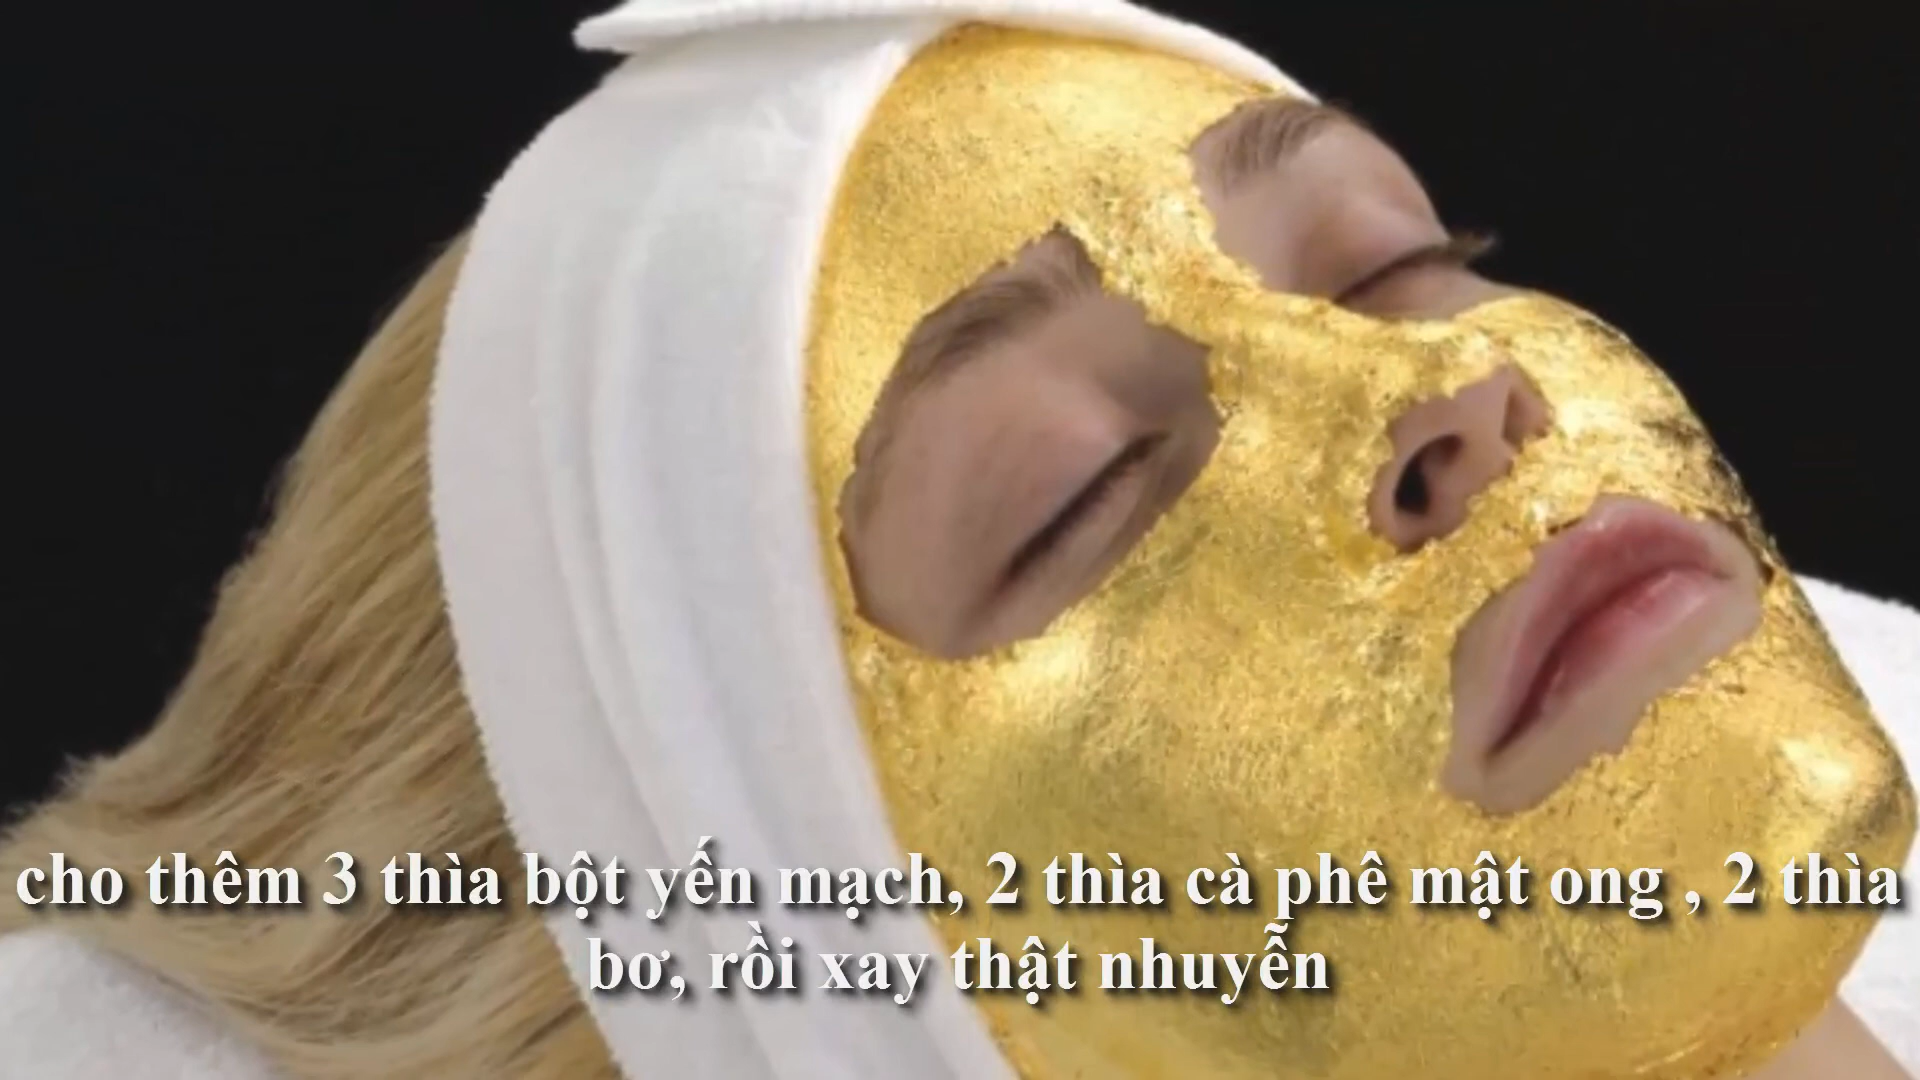 cho thêm 3 thìa bột yến mạch, 2 thìa cà phê mật ong , 2 thìa
bơ, rồi xay thật nhuyễn